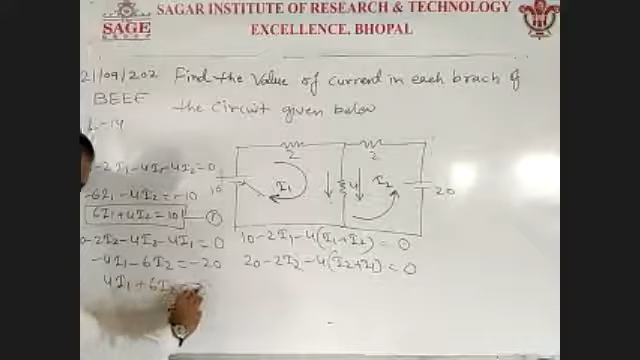 SAGAR INSTITUTE OF RESEARCH & TECHNOLOGY
EXCELLENCE, BHOPAL
SAGE
GROUP
21/09/202 Find the Value of current in each brach of
BEEE the Circuit given below
-14
2
2
10
I1
4
I2
20
-2I1-4I1-4I2=0
-6I1-4I2=-10
6I1+4I2=10 ①
10-2I1-4(I1+I2)=0
-2I2-4I2-4I1=0
20-2I2-4(I2+I1)=0
-4I1-6I2=-20
4I1+6I2=